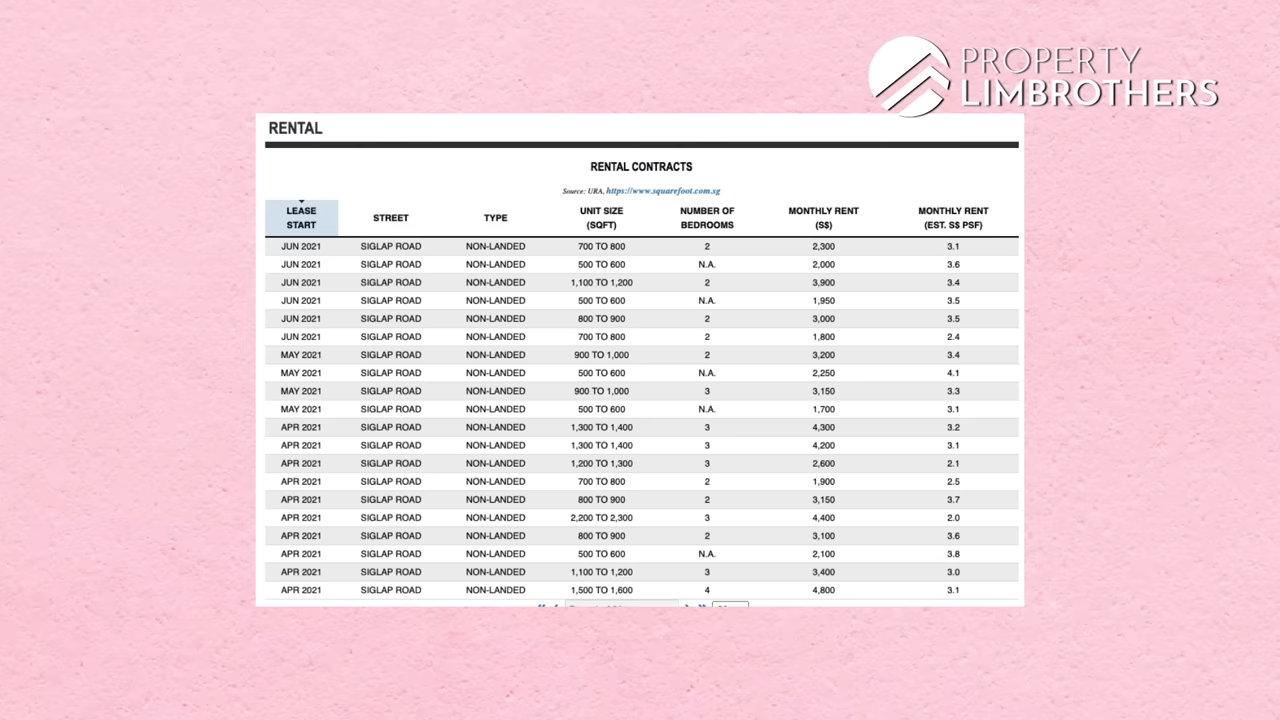 PROPERTY
LIMBROTHERS
RENTAL
RENTAL CONTRACTS
Source: URA, https://www.squarefoot.com.sg
LEASE START STREET TYPE UNIT SIZE (SQFT) NUMBER OF BEDROOMS MONTHLY RENT (S$) MONTHLY RENT (EST. S$ PSF)
JUN 2021 SIGLAP ROAD NON-LANDED 700 TO 800 2 2,300 3.1
JUN 2021 SIGLAP ROAD NON-LANDED 500 TO 600 N.A. 2,000 3.6
JUN 2021 SIGLAP ROAD NON-LANDED 1,100 TO 1,200 2 3,900 3.4
JUN 2021 SIGLAP ROAD NON-LANDED 500 TO 600 N.A. 1,950 3.5
JUN 2021 SIGLAP ROAD NON-LANDED 800 TO 900 2 3,000 3.5
JUN 2021 SIGLAP ROAD NON-LANDED 700 TO 800 2 1,800 2.4
MAY 2021 SIGLAP ROAD NON-LANDED 900 TO 1,000 2 3,200 3.4
MAY 2021 SIGLAP ROAD NON-LANDED 500 TO 600 N.A. 2,250 4.1
MAY 2021 SIGLAP ROAD NON-LANDED 900 TO 1,000 3 3,150 3.3
MAY 2021 SIGLAP ROAD NON-LANDED 500 TO 600 N.A. 1,700 3.1
APR 2021 SIGLAP ROAD NON-LANDED 1,300 TO 1,400 3 4,300 3.2
APR 2021 SIGLAP ROAD NON-LANDED 1,300 TO 1,400 3 4,200 3.1
APR 2021 SIGLAP ROAD NON-LANDED 1,200 TO 1,300 3 2,600 2.1
APR 2021 SIGLAP ROAD NON-LANDED 700 TO 800 2 1,900 2.5
APR 2021 SIGLAP ROAD NON-LANDED 800 TO 900 2 3,150 3.7
APR 2021 SIGLAP ROAD NON-LANDED 2,200 TO 2,300 3 4,400 2.0
APR 2021 SIGLAP ROAD NON-LANDED 800 TO 900 2 3,100 3.6
APR 2021 SIGLAP ROAD NON-LANDED 500 TO 600 N.A. 2,100 3.8
APR 2021 SIGLAP ROAD NON-LANDED 1,100 TO 1,200 3 3,400 3.0
APR 2021 SIGLAP ROAD NON-LANDED 1,500 TO 1,600 4 4,800 3.1